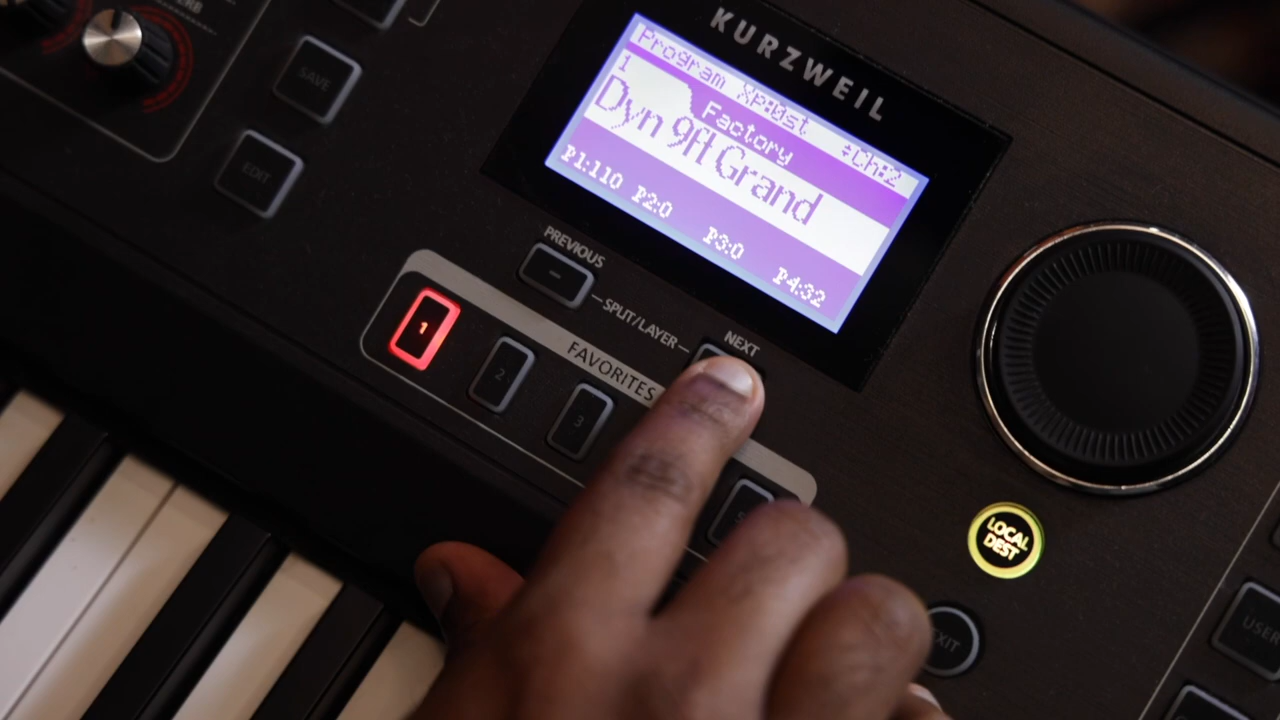 KURZWEIL
Program XP:0st ÷Ch:2
1 Factory
Dyn 9ft Grand
P1:110 P2:0 P3:0 P4:32
SAVE
EDIT
PREVIOUS
-
SPLIT/LAYER
NEXT
FAVORITES
1
2
3
LOCAL
DEST
EXIT
USER